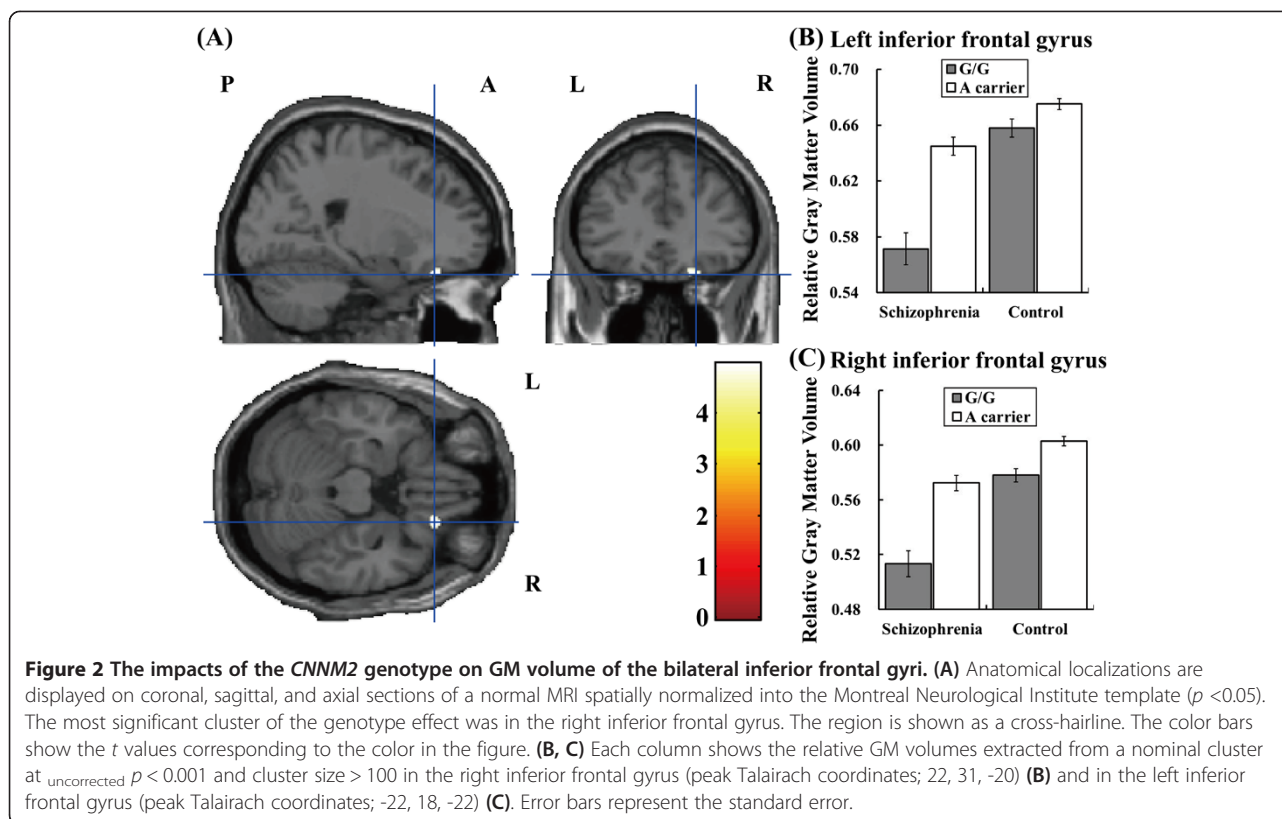 (A)
P
A
L
R
L
R
4
3
2
1
0
(B) Left inferior frontal gyrus
G/G
A carrier
Relative Gray Matter Volume
0.70
0.66
0.62
0.58
0.54
Schizophrenia
Control
(C) Right inferior frontal gyrus
G/G
A carrier
Relative Gray Matter Volume
0.64
0.60
0.56
0.52
0.48
Schizophrenia
Control
Figure 2 The impacts of the CNNM2 genotype on GM volume of the bilateral inferior frontal gyri. (A) Anatomical localizations are
displayed on coronal, sagittal, and axial sections of a normal MRI spatially normalized into the Montreal Neurological Institute template (p <0.05).
The most significant cluster of the genotype effect was in the right inferior frontal gyrus. The region is shown as a cross-hairline. The color bars
show the t values corresponding to the color in the figure. (B, C) Each column shows the relative GM volumes extracted from a nominal cluster
at uncorrected p < 0.001 and cluster size > 100 in the right inferior frontal gyrus (peak Talairach coordinates; 22, 31, -20) (B) and in the left inferior
frontal gyrus (peak Talairach coordinates; -22, 18, -22) (C). Error bars represent the standard error.